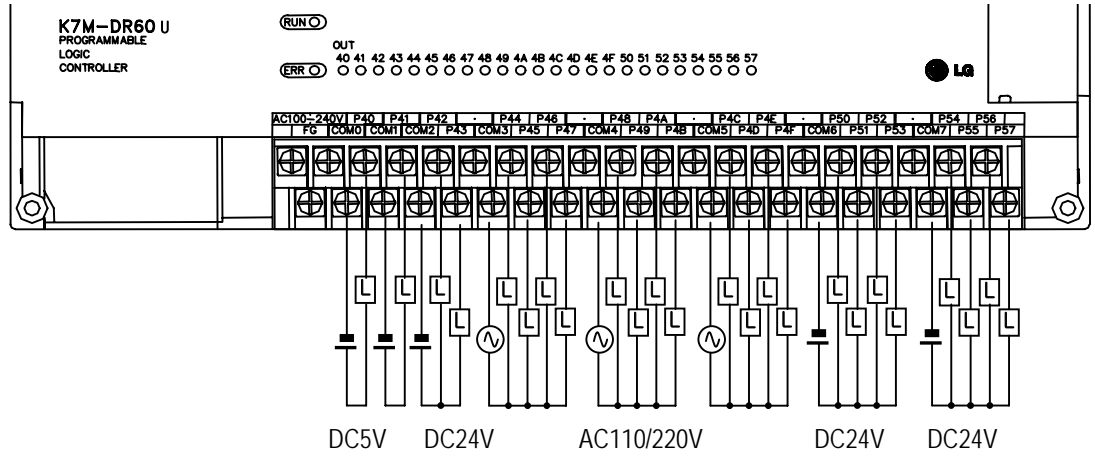 K7M-DR60 U
PROGRAMMABLE
LOGIC
CONTROLLER
RUN
ERR
OUT
40 41 42 43 44 45 46 47 48 49 4A 4B 4C 4D 4E 4F 50 51 52 53 54 55 56 57
LG
AC100-240V P40 P41 P42 · P44 P46 · P48 P4A · P4C P4E · P50 P52 · P54 P56
FG COM0 COM1 COM2 P43 COM3 P45 P47 COM4 P49 P4B COM5 P4D P4F COM6 P51 P53 COM7 P55 P57
L L L L L L L L L L
L L L L L L L L L
DC5V DC24V AC110/220V DC24V DC24V